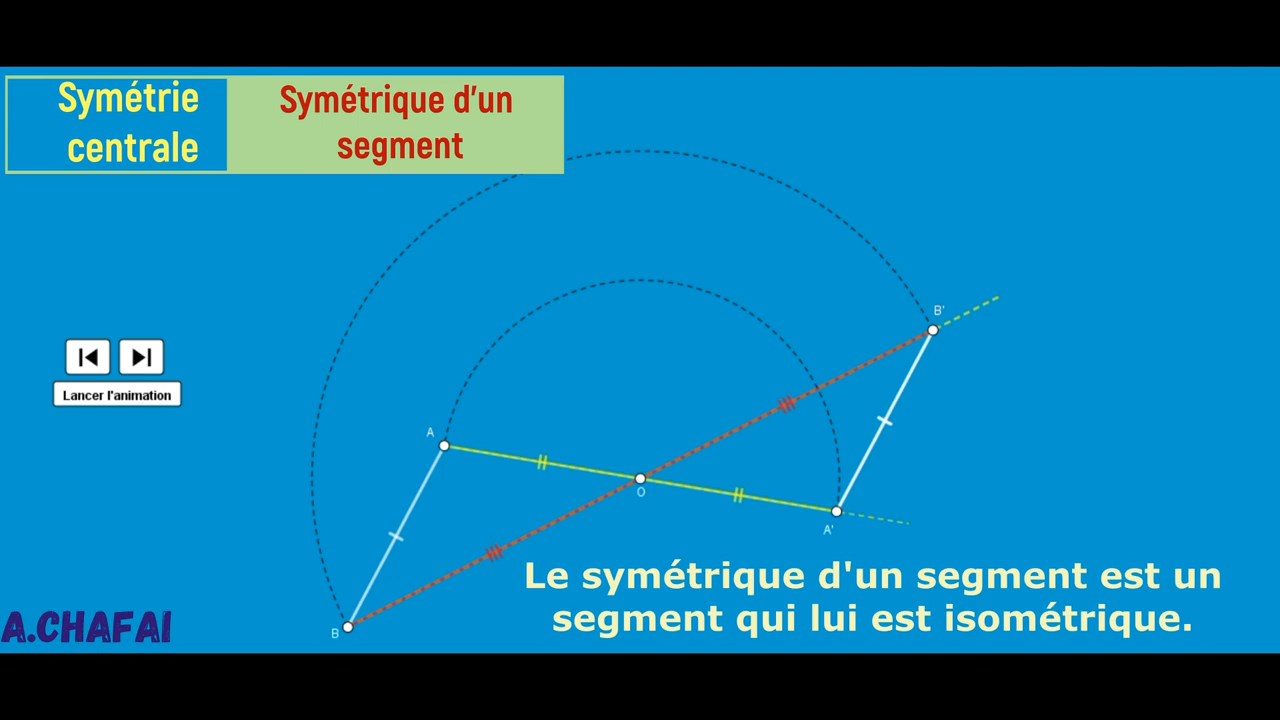 Symétrie
centrale
Symétrique d'un
segment
B'
Lancer l'animation
A
O
A'
Le symétrique d'un segment est un
segment qui lui est isométrique.
A.CHAFAI
B